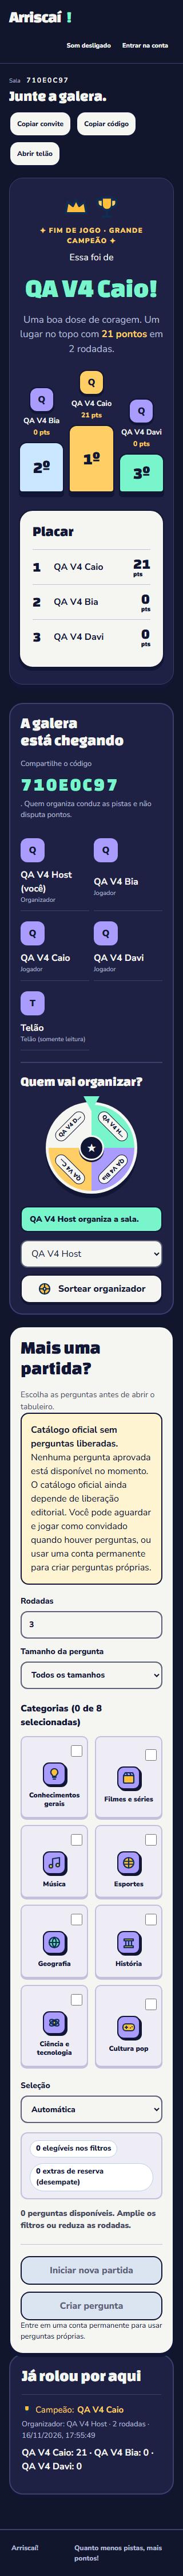 Arriscaí !
Som desligado Entrar na conta
Sala 710E0C97
Junte a galera.
Copiar convite Copiar código
Abrir telão
✦ FIM DE JOGO · GRANDE
CAMPEÃO ✦
Essa foi de
QA V4 Caio!
Uma boa dose de coragem. Um
lugar no topo com 21 pontos em
2 rodadas.
Q
QA V4 Caio
21 pts
Q
QA V4 Bia
0 pts
Q
QA V4 Davi
0 pts
2º 1º 3º
Placar
1 QA V4 Caio 21 pts
2 QA V4 Bia 0 pts
3 QA V4 Davi 0 pts
A galera
está chegando
Compartilhe o código
710E0C97
. Quem organiza conduz as pistas e não
disputa pontos.
Q Q
QA V4 Host
(você)
Organizador
QA V4 Bia
Jogador
Q Q
QA V4 Caio
Jogador
QA V4 Davi
Jogador
T
Telão
Telão (somente leitura)
Quem vai organizar?
QA V4 D... QA V4 H...
QA V4 C... QA V4 Bia
QA V4 Host organiza a sala.
QA V4 Host
Sortear organizador
Mais uma
partida?
Escolha as perguntas antes de abrir o
tabuleiro.
Catálogo oficial sem
perguntas liberadas.
Nenhuma pergunta aprovada
está disponível no momento.
O catálogo oficial ainda
depende de liberação
editorial. Você pode aguardar
e jogar como convidado
quando houver perguntas, ou
usar uma conta permanente
para criar perguntas próprias.
Rodadas
3
Tamanho da pergunta
Todos os tamanhos
Categorias (0 de 8
selecionadas)
Conhecimentos
gerais
Filmes e séries
Música Esportes
Geografia História
Ciência e
tecnologia
Cultura pop
Seleção
Automática
0 elegíveis nos filtros
0 extras de reserva
(desempate)
0 perguntas disponíveis. Amplie os
filtros ou reduza as rodadas.
Iniciar nova partida
Criar pergunta
Entre em uma conta permanente para usar
perguntas próprias.
Já rolou por aqui
Campeão: QA V4 Caio
Organizador: QA V4 Host · 2 rodadas ·
16/11/2026, 17:55:49
QA V4 Caio: 21 · QA V4 Bia: 0 ·
QA V4 Davi: 0
Arriscaí! Quanto menos pistas, mais
pontos!